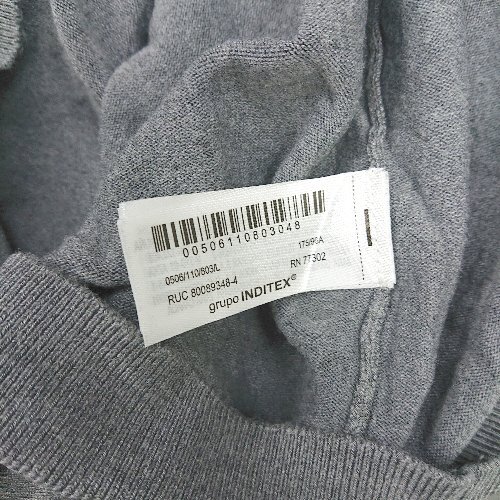 00506110803048
0506/110/803/L
175/96A
RUC 80089348-4
RN 77302
grupo INDITEX®